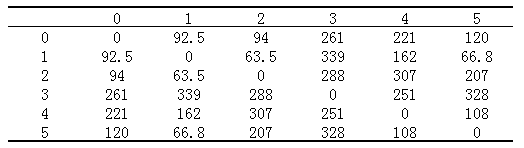 0 1 2 3 4 5
0 0 92.5 94 261 221 120
1 92.5 0 63.5 339 162 66.8
2 94 63.5 0 288 307 207
3 261 339 288 0 251 328
4 221 162 307 251 0 108
5 120 66.8 207 328 108 0